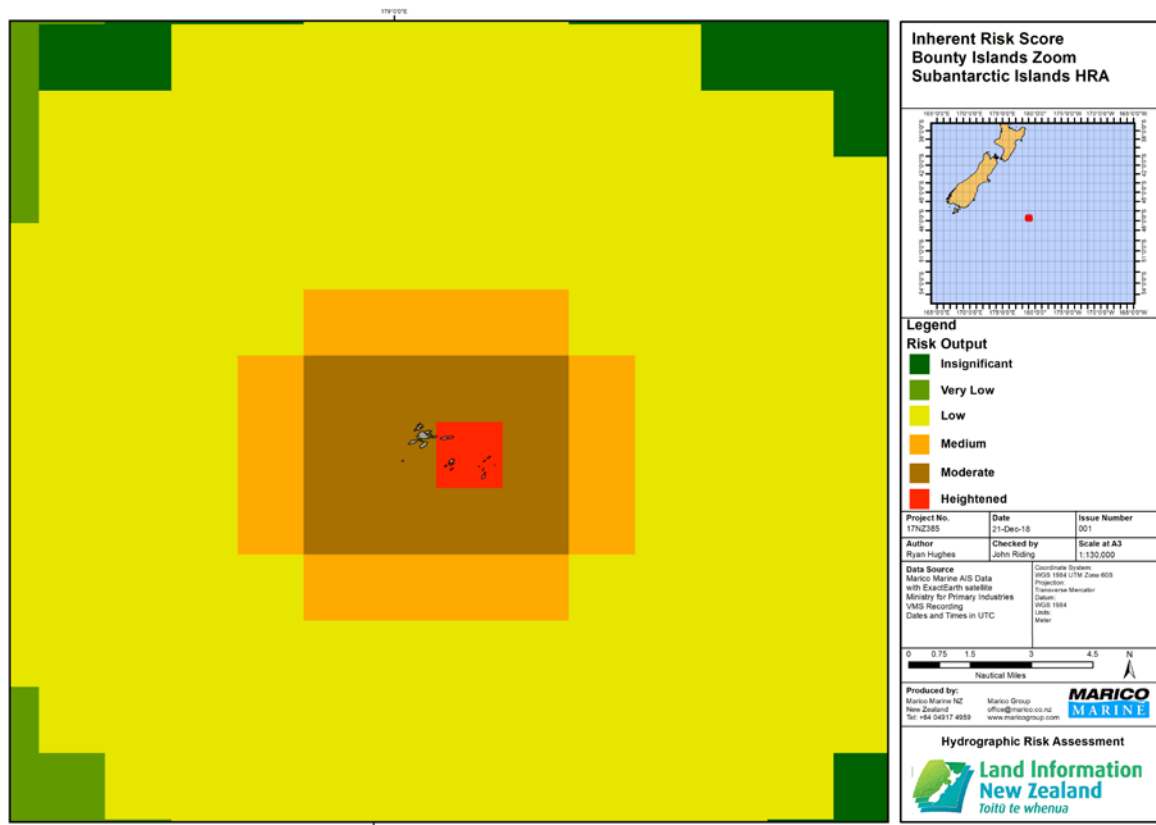 179°0'0"E
Inherent Risk Score
Bounty Islands Zoom
Subantarctic Islands HRA
Legend
Risk Output
Insignificant
Very Low
Low
Medium
Moderate
Heightened
Project No.
17NZ385
Date
21-Dec-18
Issue Number
001
Author
Ryan Hughes
Checked by
John Riding
Scale at A3
1:130,000
Data Source
Marico Marine AIS Data
with ExactEarth satellite
Ministry for Primary Industries
VMS Recording
Dates and Times in UTC
Coordinate System:
WGS 1984 UTM Zone 60S
Projection:
Transverse Mercator
Datum:
WGS 1984
Units:
Meter
0 0.75 1.5 3 4.5
Nautical Miles
N
Produced by:
Marico Marine NZ
New Zealand
Tel: +64 04917 4959
Marico Group
office@marico.co.nz
www.maricogroup.com
MARICO
MARINE
Hydrographic Risk Assessment
Land Information
New Zealand
Toitū te whenua